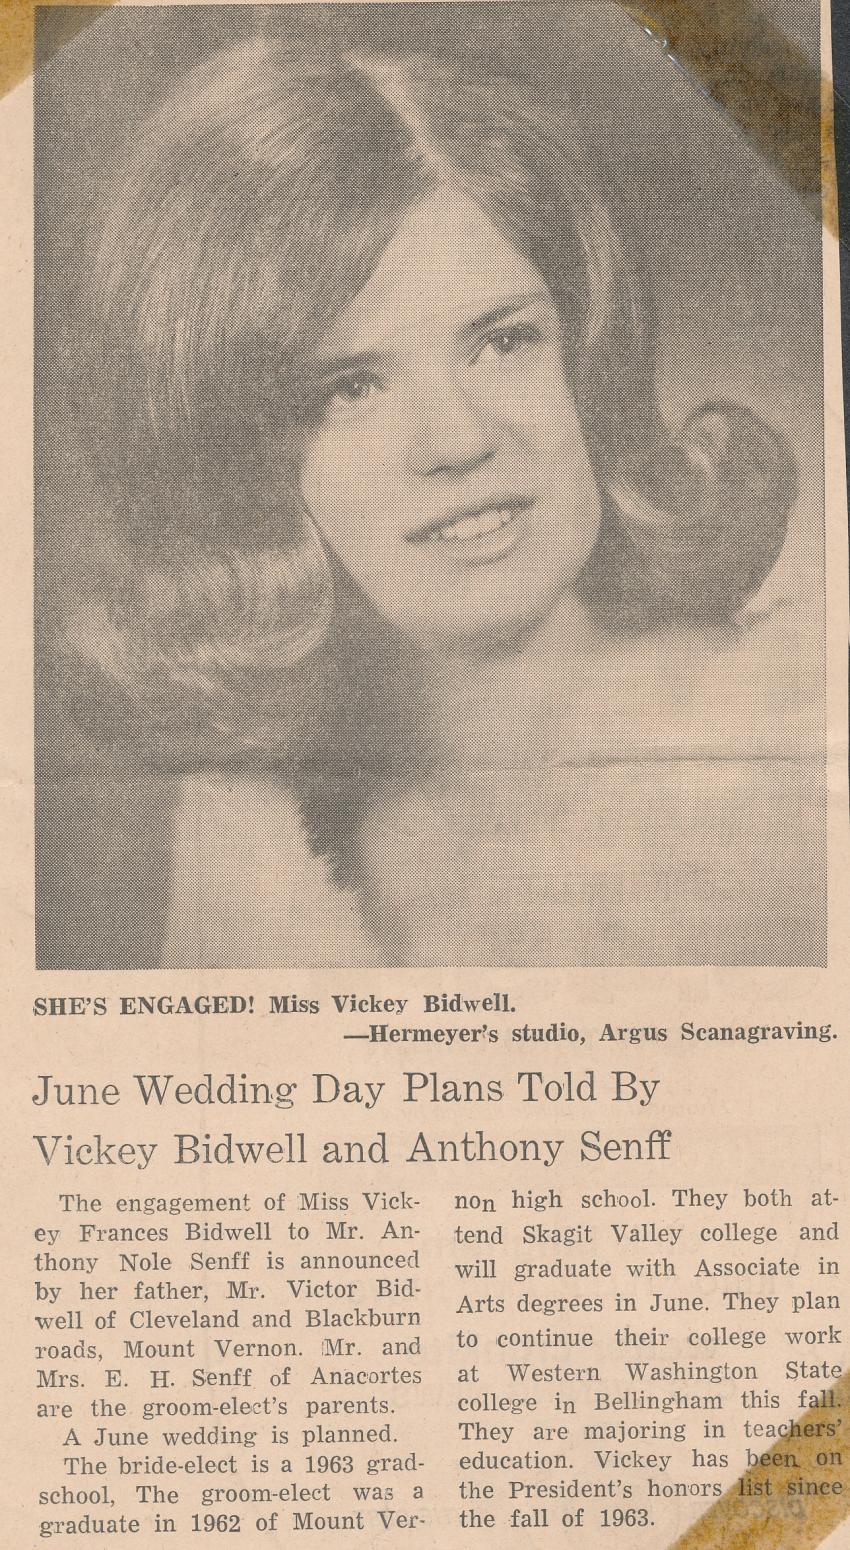 SHE'S ENGAGED! Miss Vickey Bidwell.
—Hermeyer's studio, Argus Scanagraving.
June Wedding Day Plans Told By
Vickey Bidwell and Anthony Senff
The engagement of Miss Vick-
ey Frances Bidwell to Mr. An-
thony Nole Senff is announced
by her father, Mr. Victor Bid-
well of Cleveland and Blackburn
roads, Mount Vernon. Mr. and
Mrs. E. H. Senff of Anacortes
are the groom-elect's parents.
A June wedding is planned.
The bride-elect is a 1963 grad-
school, The groom-elect was a
graduate in 1962 of Mount Ver-
non high school. They both at-
tend Skagit Valley college and
will graduate with Associate in
Arts degrees in June. They plan
to continue their college work
at Western Washington State
college in Bellingham this fall.
They are majoring in teachers'
education. Vickey has been on
the President's honors list since
the fall of 1963.